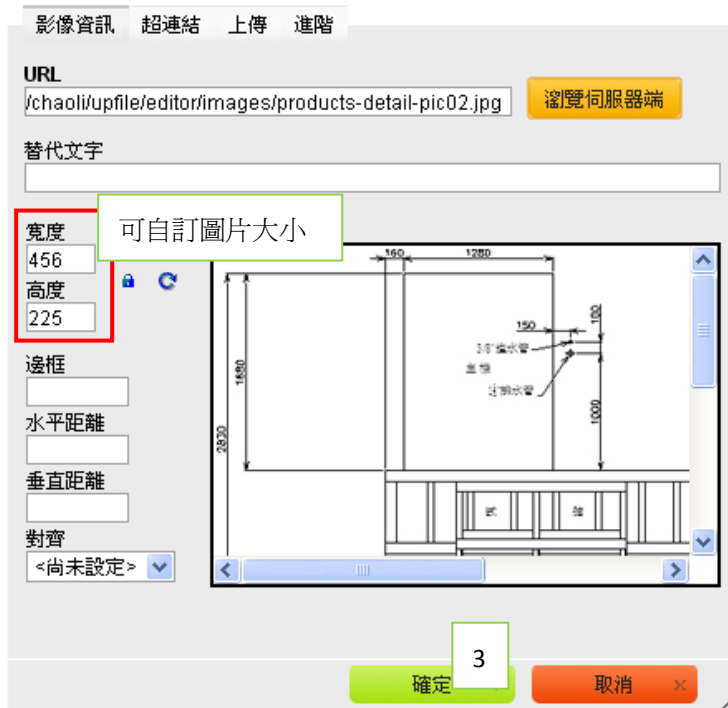 影像資訊 超連結 上傳 進階
URL
/chaoli/upfile/editor/images/products-detail-pic02.jpg 瀏覽伺服器端
替代文字
可自訂圖片大小
寬度
456
高度
225
邊框
水平距離
垂直距離
對齊
<尚未設定>
160 1280
150 100
1680
1000
2830
3
確定 取消